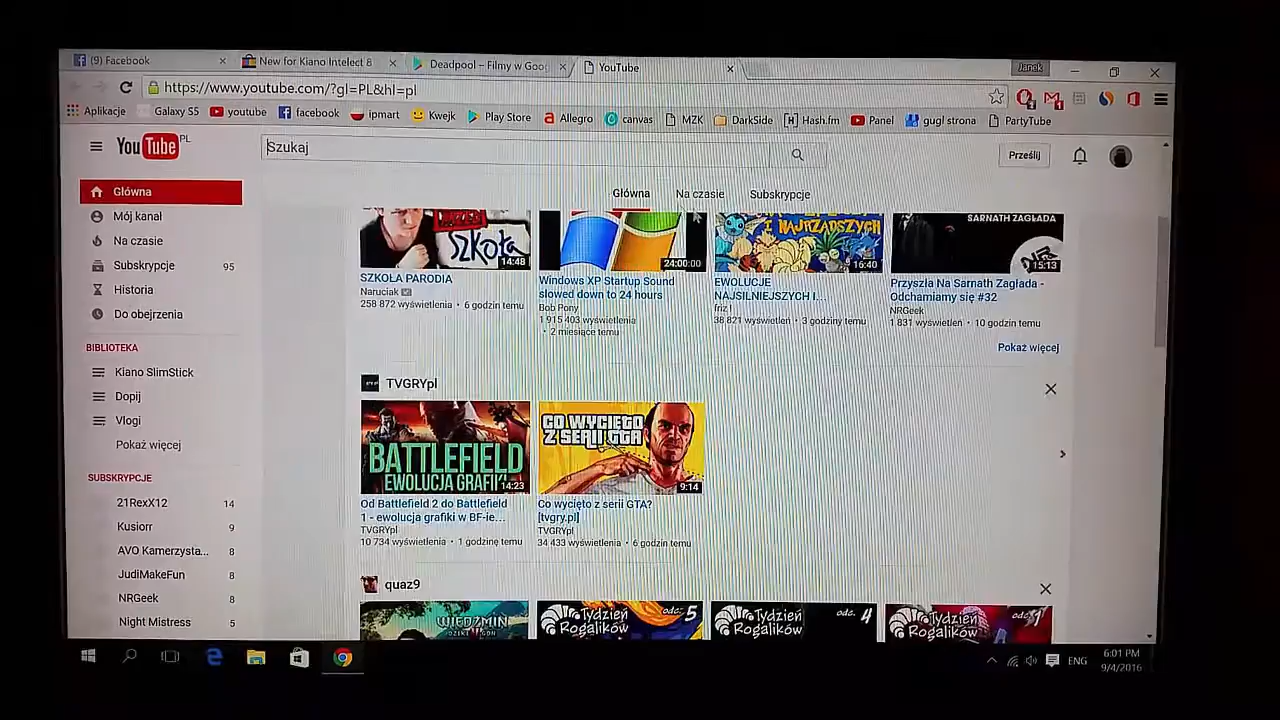 (9) Facebook
New for Kiano Intelect 8
Deadpool – Filmy w Goog
YouTube
Janek
https://www.youtube.com/?gl=PL&hl=pl
Aplikacje
Galaxy S5
youtube
facebook
ipmart
Kwejk
Play Store
Allegro
canvas
MZK
DarkSide
[H] Hash.fm
Panel
gugl strona
PartyTube
YouTube PL
Szukaj
Prześlij
Główna
Na czasie
Subskrypcje
Główna
Mój kanał
Na czasie
Subskrypcje 95
Historia
Do obejrzenia
BIBLIOTEKA
Kiano SlimStick
Dopij
Vlogi
Pokaż więcej
SUBSKRYPCJE
21RexX12 14
Kusiorr 9
AVO Kamerzysta... 8
JudiMakeFun 8
NRGeek 8
Night Mistress 5
SZKOŁA
14:48
SZKOŁA PARODIA
Naruciak
258 872 wyświetlenia • 6 godzin temu
24:00:00
Windows XP Startup Sound
slowed down to 24 hours
Bob Pony
1 915 403 wyświetlenia
• 2 miesiące temu
I NAJRZADSZYCH
16:40
EWOLUCJE
NAJSILNIEJSZYCH I...
friz
38 821 wyświetleń • 3 godziny temu
SARNATH ZAGŁADA
15:13
Przyszła Na Sarnath Zagłada -
Odchamiamy się #32
NRGeek
1 831 wyświetleń • 10 godzin temu
Pokaż więcej
TVGRYpl
BATTLEFIELD
EWOLUCJA GRAFIKI
14:23
Od Battlefield 2 do Battlefield
1 - ewolucja grafiki w BF-ie...
TVGRYpl
10 734 wyświetlenia • 1 godzinę temu
CO WYCIĘTO
Z SERII GTA?
9:14
Co wycięto z serii GTA?
[tvgry.pl]
TVGRYpl
34 433 wyświetlenia • 6 godzin temu
quaz9
WIEDŹMIN
DZIKI GON
Tydzień
Rogalików
odc. 5
Tydzień
Rogalików
odc. 4
Tydzień
Rogalików
ENG
6:01 PM
9/4/2016